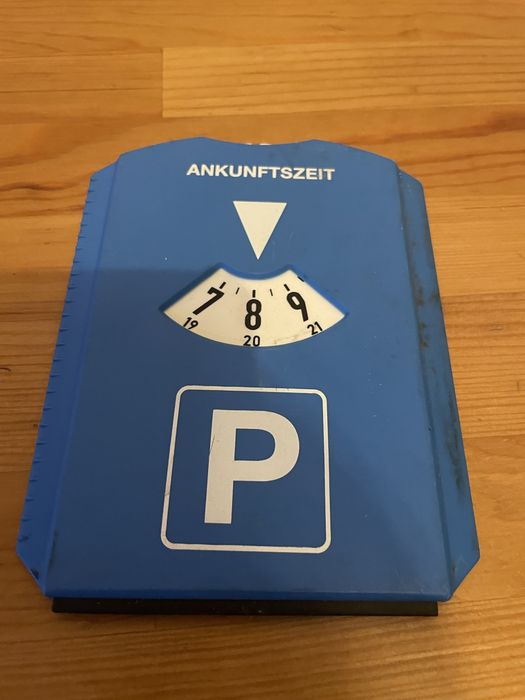 ANKUNFTSZEIT
7 8 9
19 20 21
P